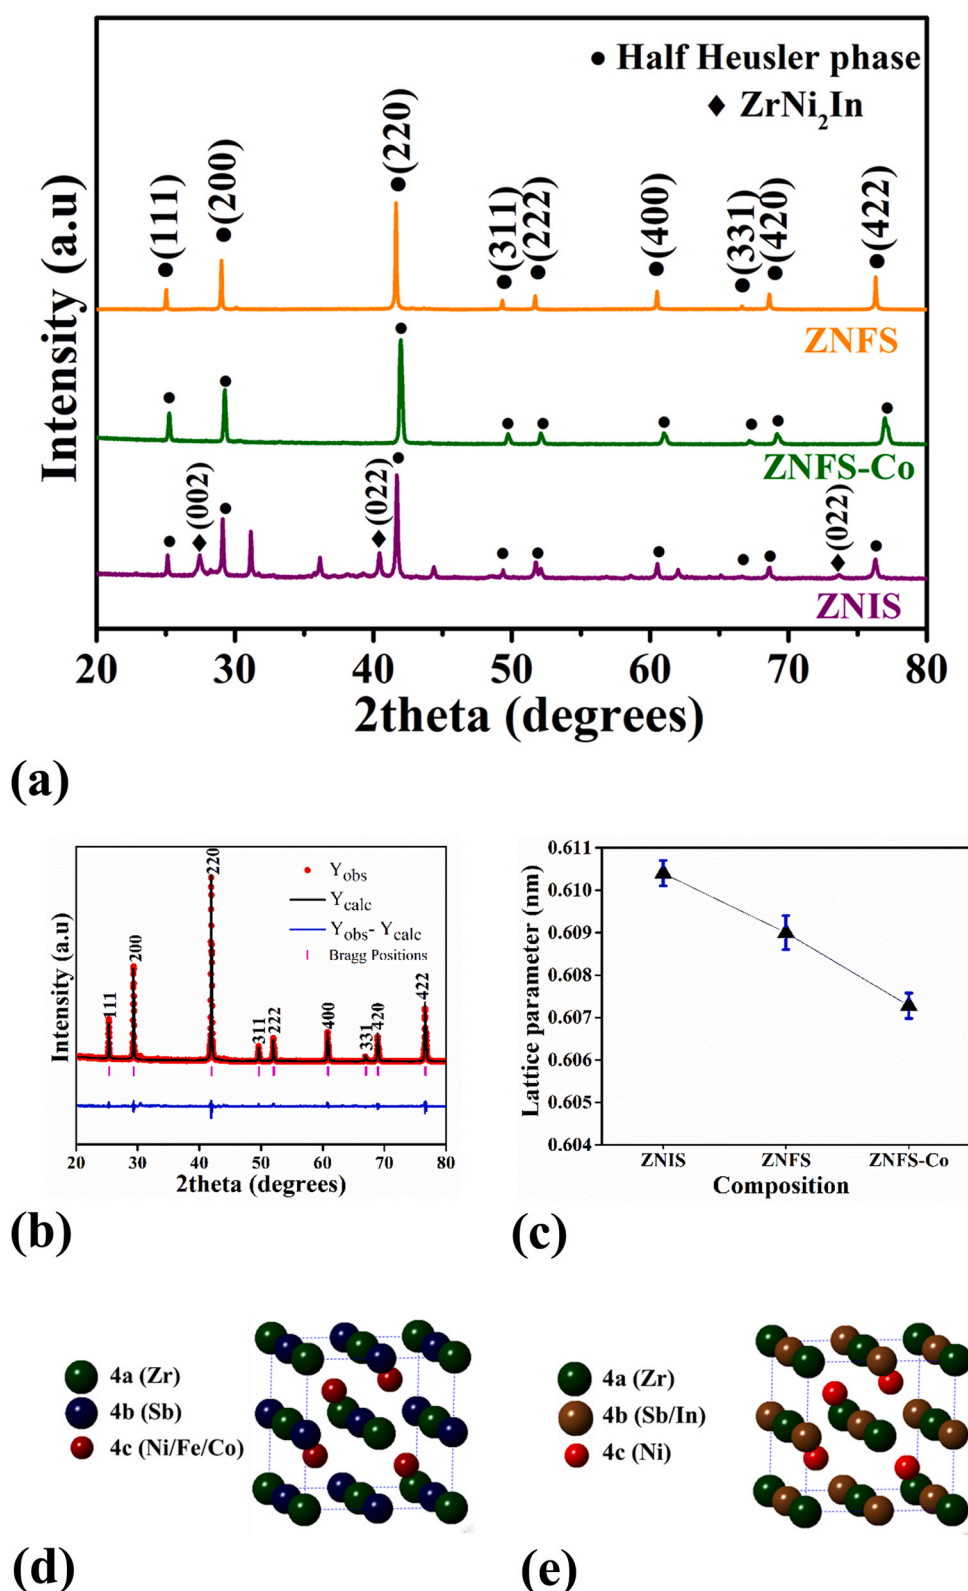 Half Heusler phase
ZrNi2In
(111)
(200)
(220)
(311)
(222)
(400)
(331)
(420)
(422)
ZNFS
ZNFS-Co
(002)
(022)
(022)
ZNIS
Intensity (a.u)
20 30 40 50 60 70 80
2theta (degrees)
(a)
Yobs
Ycalc
Yobs- Ycalc
Bragg Positions
111
200
220
311
222
400
331
420
422
Intensity (a.u)
20 30 40 50 60 70 80
2theta (degrees)
(b)
0.611
0.610
0.609
0.608
0.607
0.606
0.605
0.604
Lattice parameter (nm)
ZNIS ZNFS ZNFS-Co
Composition
(c)
4a (Zr)
4b (Sb)
4c (Ni/Fe/Co)
(d)
4a (Zr)
4b (Sb/In)
4c (Ni)
(e)